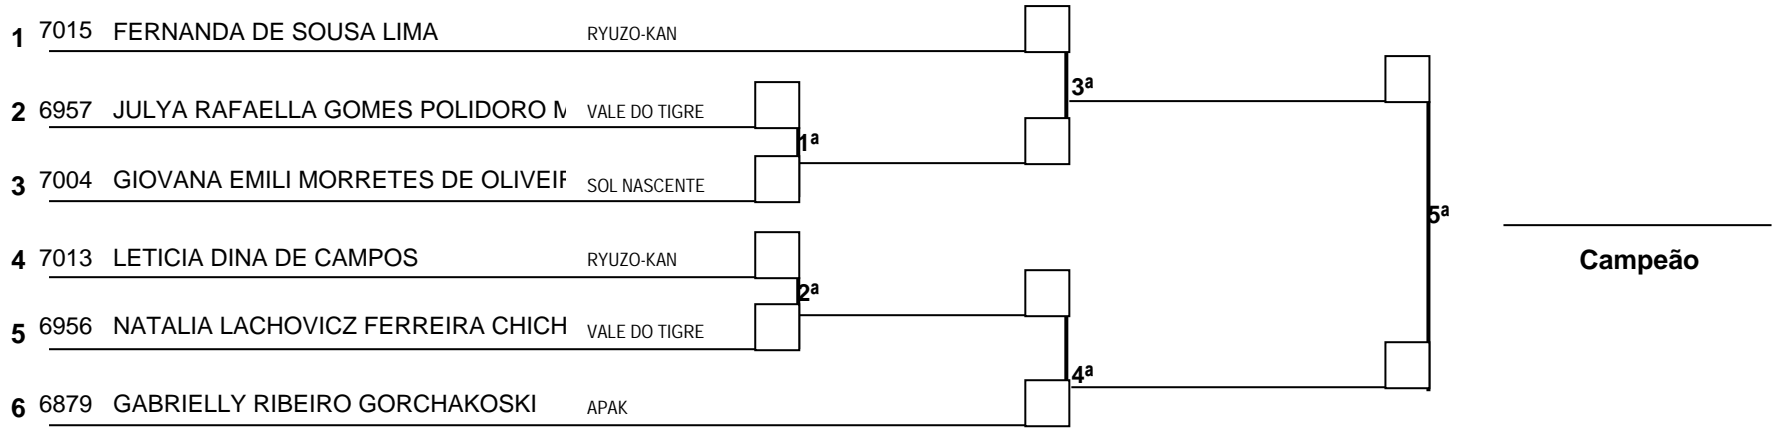 1 7015 FERNANDA DE SOUSA LIMA RYUZO-KAN
3ª
2 6957 JULYA RAFAELLA GOMES POLIDORO M VALE DO TIGRE
1ª
3 7004 GIOVANA EMILI MORRETES DE OLIVEIR SOL NASCENTE
5ª
4 7013 LETICIA DINA DE CAMPOS RYUZO-KAN
Campeão
2ª
5 6956 NATALIA LACHOVICZ FERREIRA CHICH VALE DO TIGRE
4ª
6 6879 GABRIELLY RIBEIRO GORCHAKOSKI APAK